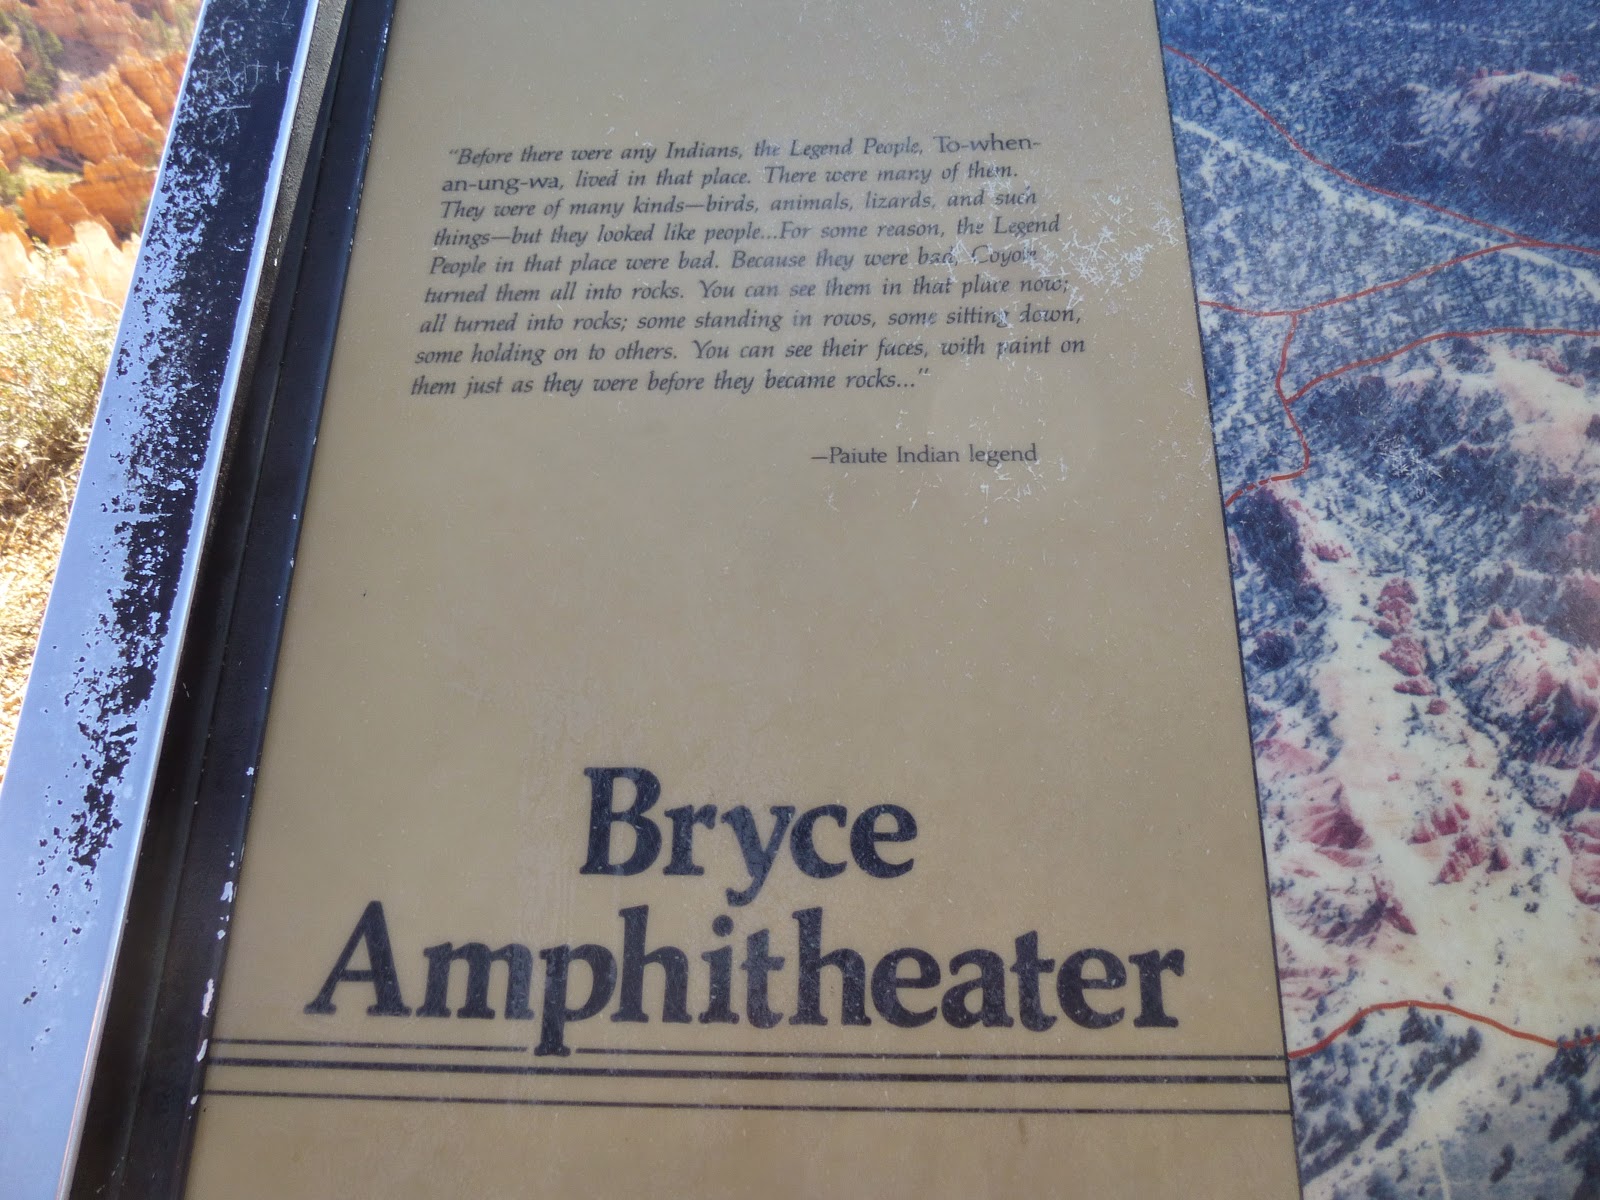 “Before there were any Indians, the Legend People, To-when-
an-ung-wa, lived in that place. There were many of them.
They were of many kinds—birds, animals, lizards, and such
things—but they looked like people...For some reason, the Legend
People in that place were bad. Because they were bad, Coyote
turned them all into rocks. You can see them in that place now;
all turned into rocks; some standing in rows, some sitting down,
some holding on to others. You can see their faces, with paint on
them just as they were before they became rocks...”
—Paiute Indian legend
Bryce
Amphitheater